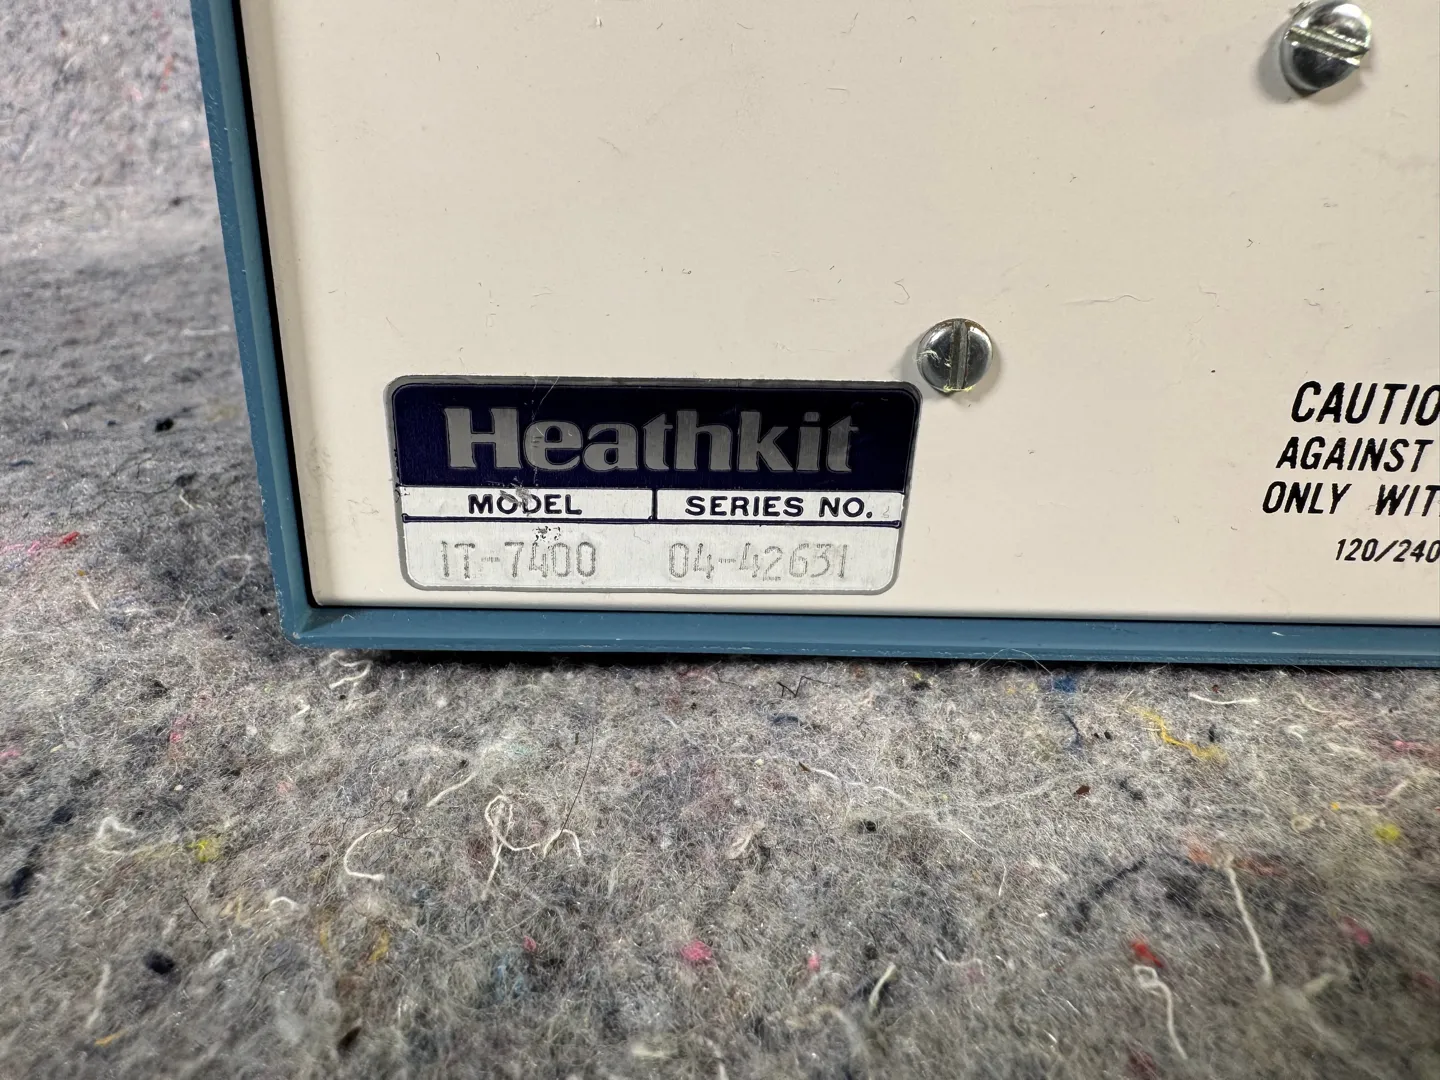 Heathkit
MODEL SERIES NO.
IT-7400 04-42631
CAUTIO
AGAINST
ONLY WIT
120/240